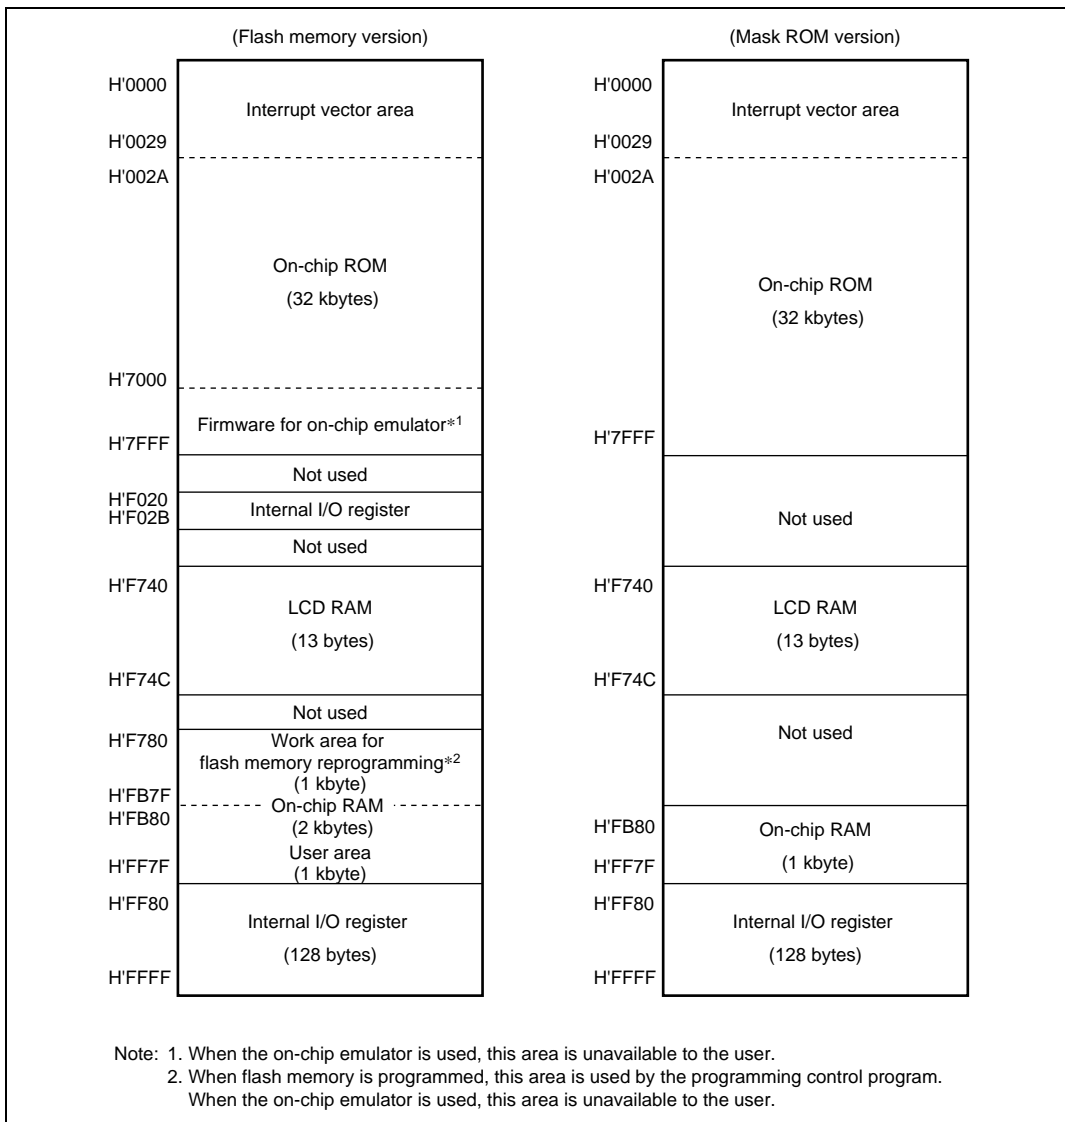 (Flash memory version)
H'0000
Interrupt vector area
H'0029
H'002A
On-chip ROM
(32 kbytes)
H'7000
Firmware for on-chip emulator*1
H'7FFF
Not used
H'F020
H'F02B
Internal I/O register
Not used
H'F740
LCD RAM
(13 bytes)
H'F74C
Not used
H'F780
Work area for
flash memory reprogramming*2
(1 kbyte)
H'FB7F
On-chip RAM
H'FB80
(2 kbytes)
User area
H'FF7F
(1 kbyte)
H'FF80
Internal I/O register
(128 bytes)
H'FFFF
(Mask ROM version)
H'0000
Interrupt vector area
H'0029
H'002A
On-chip ROM
(32 kbytes)
H'7FFF
Not used
H'F740
LCD RAM
(13 bytes)
H'F74C
Not used
H'FB80
On-chip RAM
H'FF7F
(1 kbyte)
H'FF80
Internal I/O register
(128 bytes)
H'FFFF
Note: 1. When the on-chip emulator is used, this area is unavailable to the user.
2. When flash memory is programmed, this area is used by the programming control program.
When the on-chip emulator is used, this area is unavailable to the user.